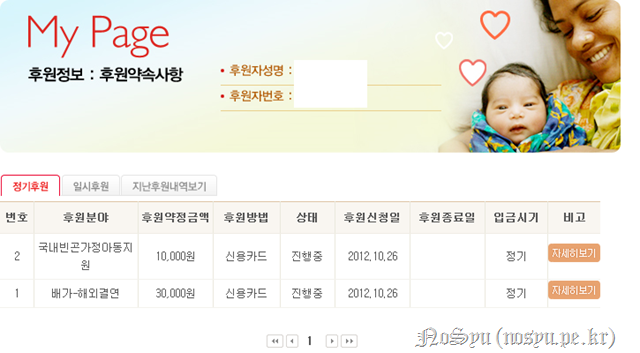 My Page
후원정보 : 후원약속사항
• 후원자성명 :
• 후원자번호 :
정기후원 일시후원 지난후원내역보기
번호 후원분야 후원약정금액 후원방법 상태 후원신청일 후원종료일 입금시기 비고
2 국내빈곤가정아동지원 10,000원 신용카드 진행중 2012.10.26 정기 자세히보기
1 배가-해외결연 30,000원 신용카드 진행중 2012.10.26 정기 자세히보기
1
NoSyu (nosyu.pe.kr)